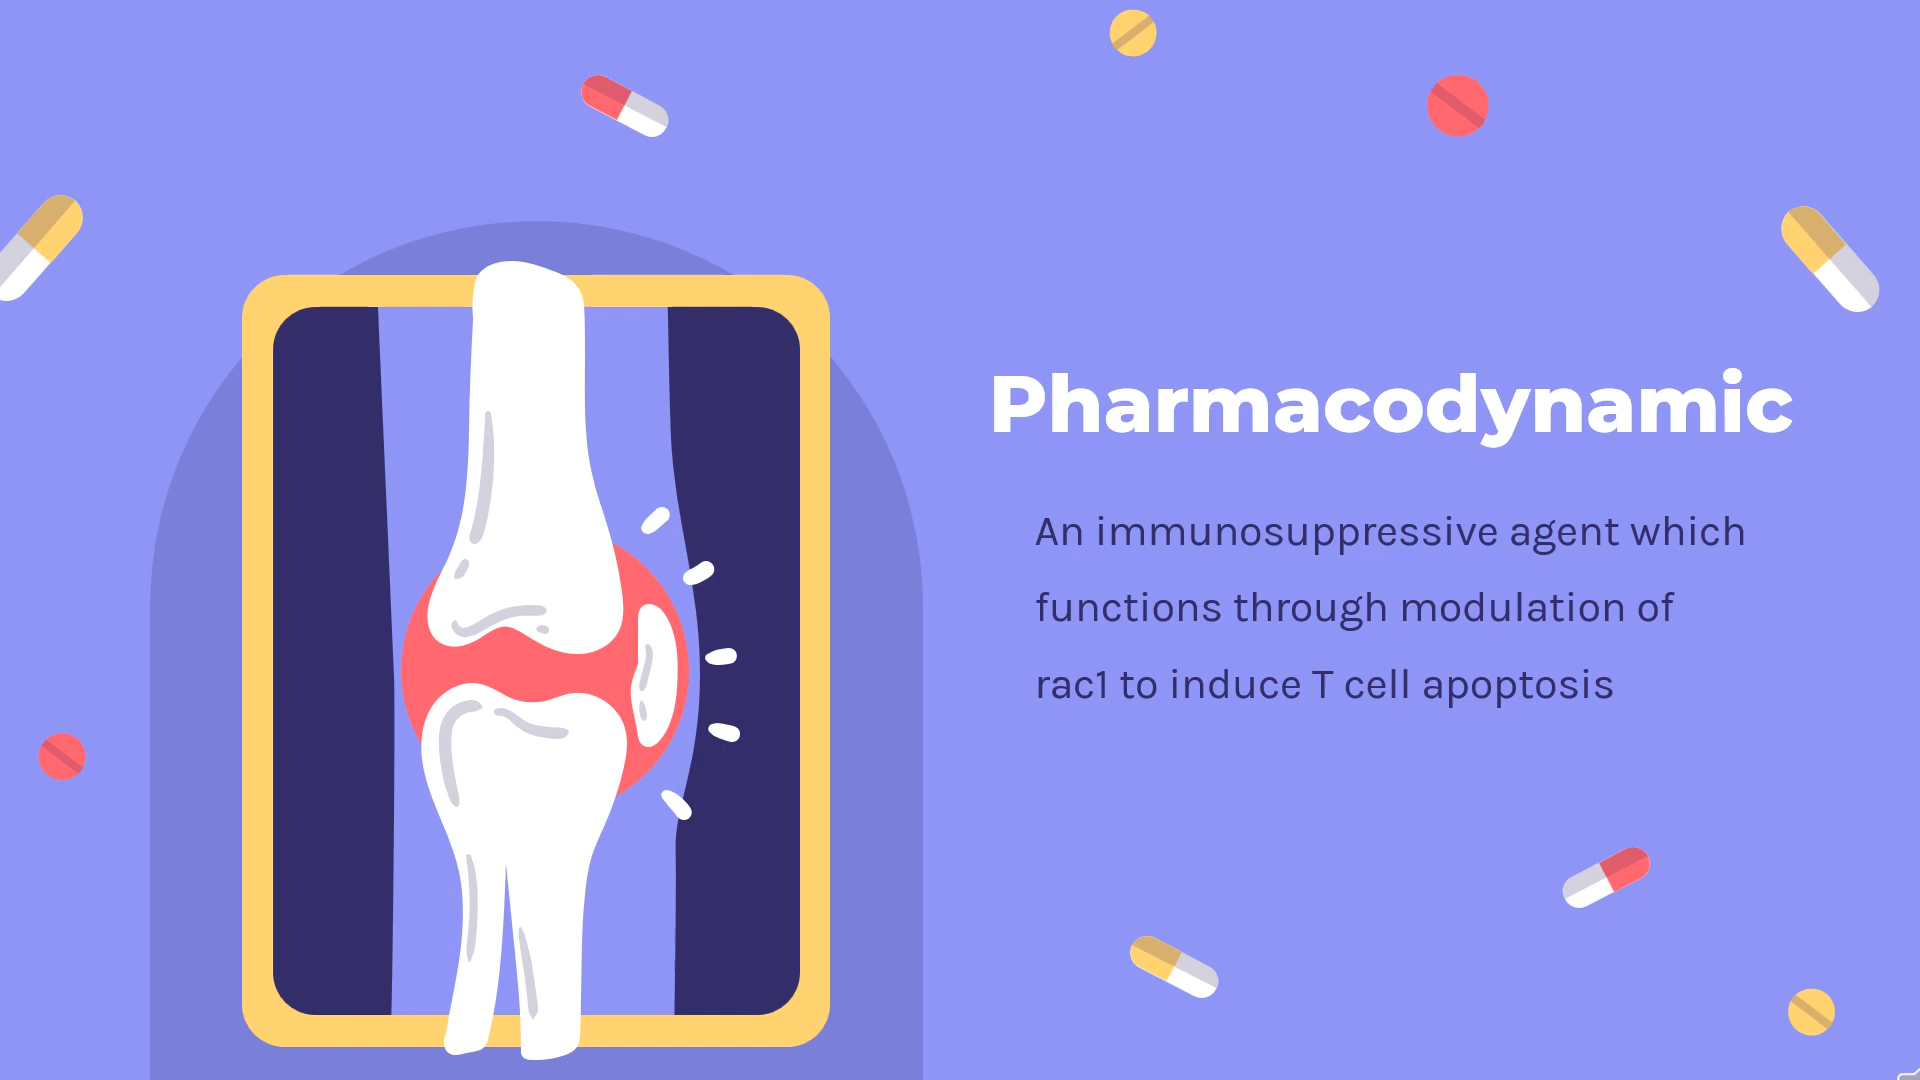 Pharmacodynamic
An immunosuppressive agent which
functions through modulation of
rac1 to induce T cell apoptosis